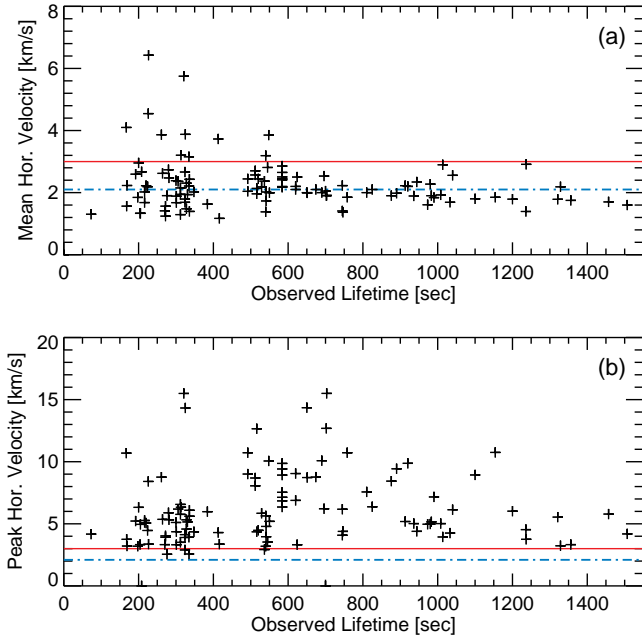 8
(a)
6
4
2
0
Mean Hor. Velocity [km/s]
0 200 400 600 800 1000 1200 1400
Observed Lifetime [sec]
20
(b)
15
10
5
0
Peak Hor. Velocity [km/s]
0 200 400 600 800 1000 1200 1400
Observed Lifetime [sec]